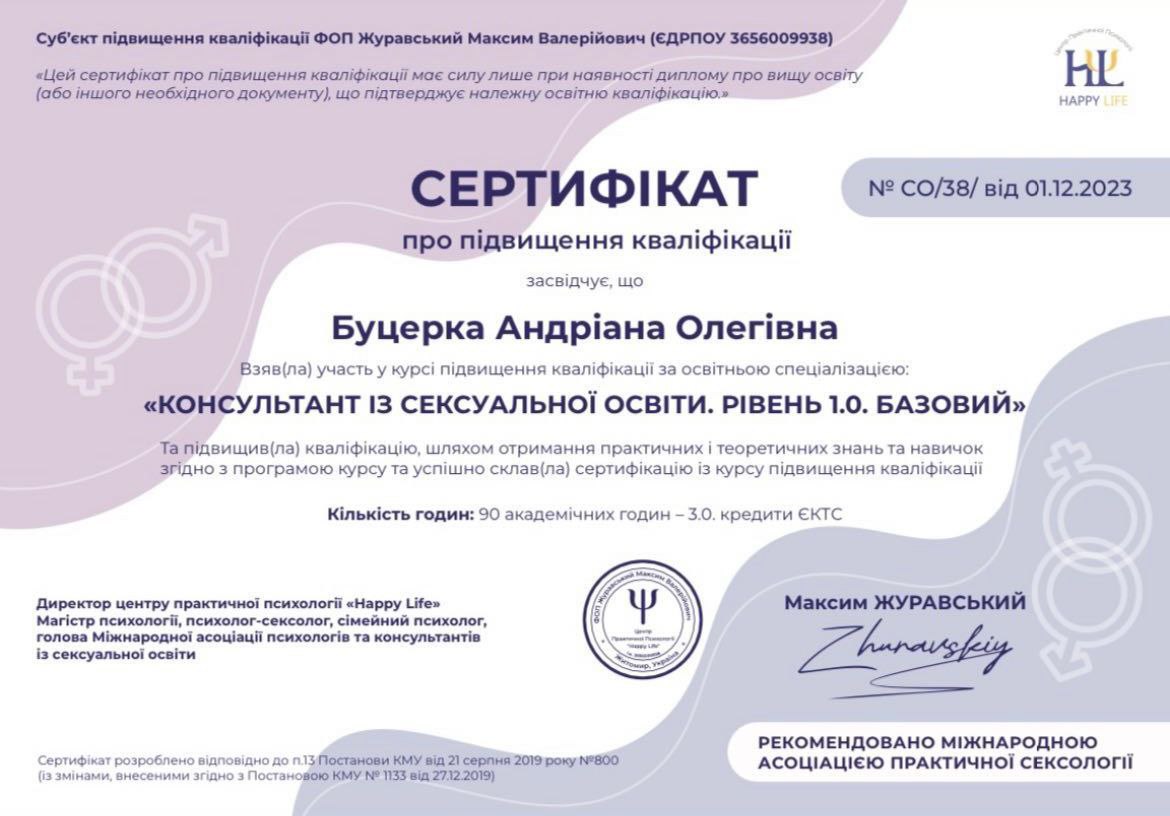 Суб'єкт підвищення кваліфікації ФОП Журавський Максим Валерійович (ЄДРПОУ 3656009938)
«Цей сертифікат про підвищення кваліфікації має силу лише при наявності диплому про вищу освіту
(або іншого необхідного документу), що підтверджує належну освітню кваліфікацію.»
Центр Практичної Психології
HL
HAPPY LIFE
СЕРТИФІКАТ
№ СО/38/ від 01.12.2023
про підвищення кваліфікації
засвідчує, що
Буцерка Андріана Олегівна
Взяв(ла) участь у курсі підвищення кваліфікації за освітньою спеціалізацією:
«КОНСУЛЬТАНТ ІЗ СЕКСУАЛЬНОЇ ОСВІТИ. РІВЕНЬ 1.0. БАЗОВИЙ»
Та підвищив(ла) кваліфікацію, шляхом отримання практичних і теоретичних знань та навичок
згідно з програмою курсу та успішно склав(ла) сертифікацію із курсу підвищення кваліфікації
Кількість годин: 90 академічних годин – 3.0. кредити ЄКТС
Директор центру практичної психології «Happy Life»
Магістр психології, психолог-сексолог, сімейний психолог,
голова Міжнародної асоціації психологів та консультантів
із сексуальної освіти
ФОП Журавський Максим Валерійович
Ψ
Центр
Практичної Психології
"Happy Life"
Житомир, Україна
Максим ЖУРАВСЬКИЙ
Zhuravskiy
Сертифікат розроблено відповідно до п.13 Постанови КМУ від 21 серпня 2019 року №800
(із змінами, внесеними згідно з Постановою КМУ № 1133 від 27.12.2019)
РЕКОМЕНДОВАНО МІЖНАРОДНОЮ
АСОЦІАЦІЄЮ ПРАКТИЧНОЇ СЕКСОЛОГІЇ